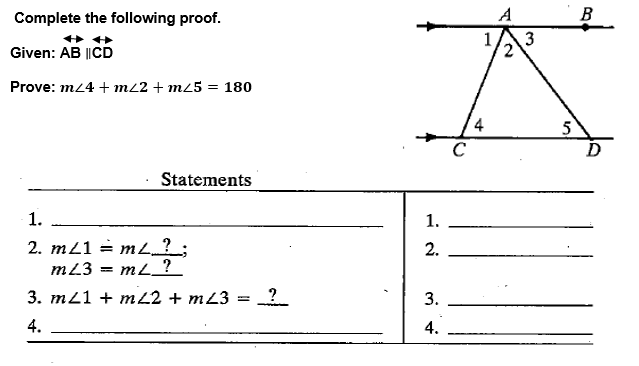 Complete the following proof.
Given: AB ∥ CD
Prove: m∠4 + m∠2 + m∠5 = 180
A B
1 2 3
4 5
C D
Statements
1. 1.
2. m∠1 = m∠ ? ; 2.
m∠3 = m∠ ?
3. m∠1 + m∠2 + m∠3 = ? 3.
4. 4.